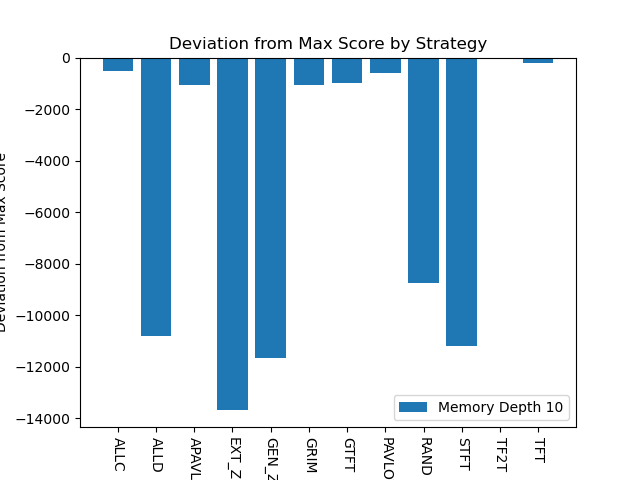 Deviation from Max Score by Strategy
Deviation from Max Score
0
−2000
−4000
−6000
−8000
−10000
−12000
−14000
Memory Depth 10
ALLC
ALLD
APAVL
EXT_Z
GEN_Z
GRIM
GTFT
PAVLO
RAND
STFT
TF2T
TFT